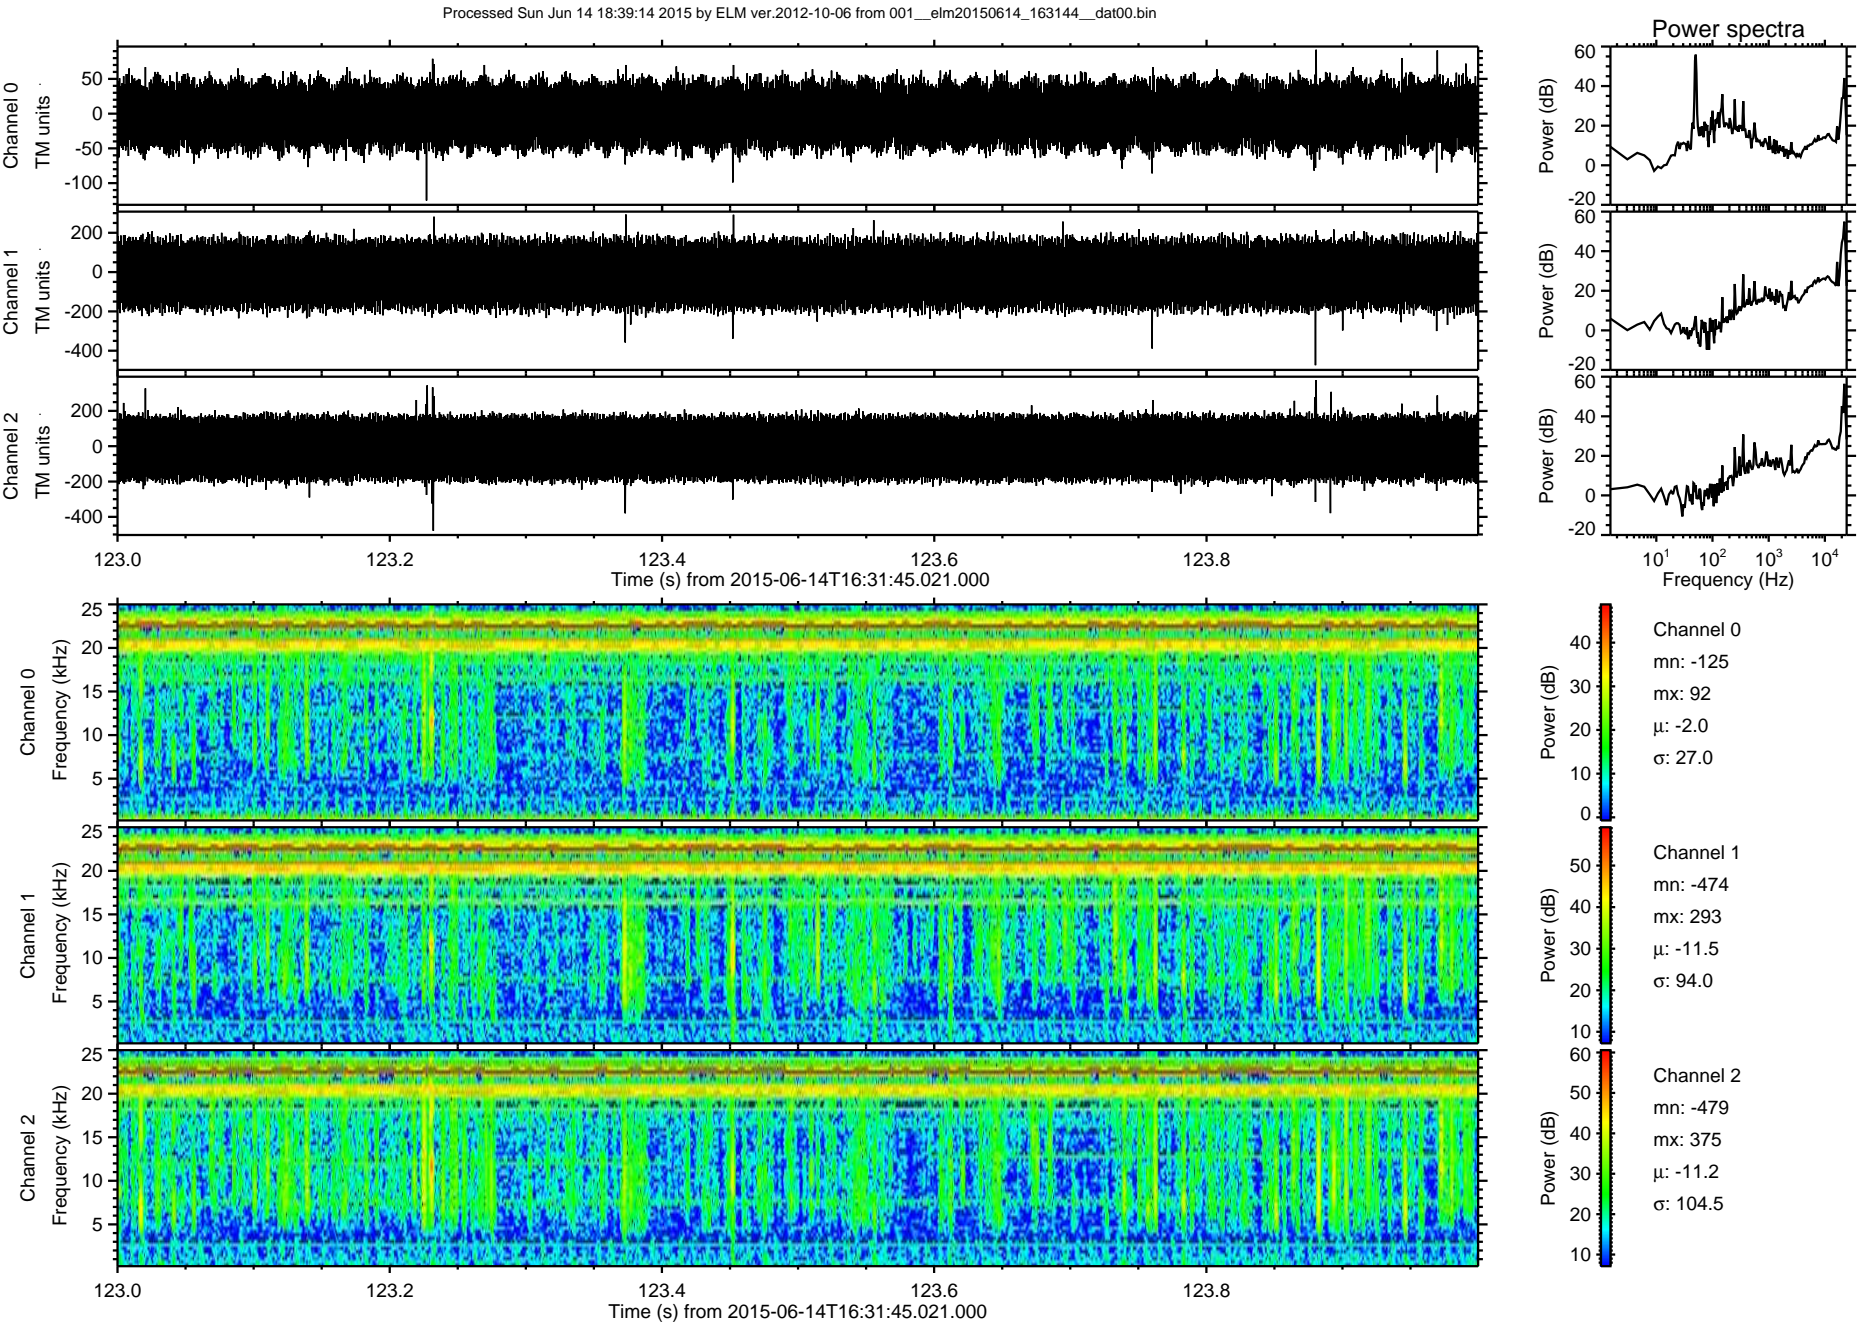 Processed Sun Jun 14 18:39:14 2015 by ELM ver.2012-10-06 from 001__elm20150614_163144__dat00.bin
Channel 0
TM units
50
0
-50
-100
Channel 1
TM units
200
0
-200
-400
Channel 2
TM units
200
0
-200
-400
123.0 123.2 123.4 123.6 123.8
Time (s) from 2015-06-14T16:31:45.021.000
Power spectra
Power (dB)
60
40
20
0
-20
Power (dB)
60
40
20
0
-20
Power (dB)
60
40
20
0
-20
10^1 10^2 10^3 10^4
Frequency (Hz)
Channel 0
Frequency (kHz)
25
20
15
10
5
Power (dB)
40
30
20
10
0
Channel 0
mn: -125
mx: 92
µ: -2.0
σ: 27.0
Channel 1
Frequency (kHz)
25
20
15
10
5
Power (dB)
50
40
30
20
10
Channel 1
mn: -474
mx: 293
µ: -11.5
σ: 94.0
Channel 2
Frequency (kHz)
25
20
15
10
5
Power (dB)
60
50
40
30
20
10
Channel 2
mn: -479
mx: 375
µ: -11.2
σ: 104.5
123.0 123.2 123.4 123.6 123.8
Time (s) from 2015-06-14T16:31:45.021.000